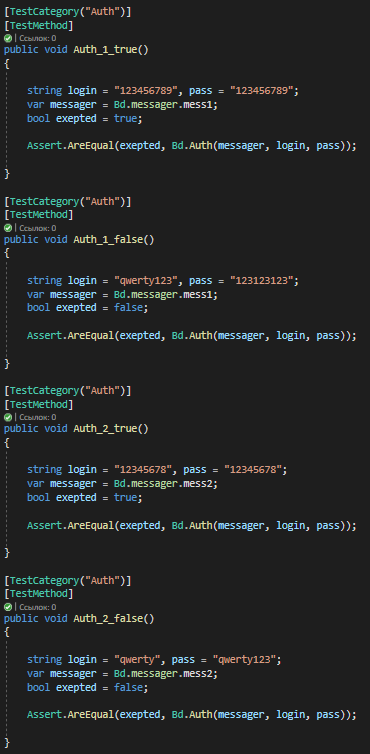 [TestCategory("Auth")]
[TestMethod]
| Ссылок: 0
public void Auth_1_true()
{
string login = "123456789", pass = "123456789";
var messager = Bd.messager.mess1;
bool exepted = true;
Assert.AreEqual(exepted, Bd.Auth(messager, login, pass));
}
[TestCategory("Auth")]
[TestMethod]
| Ссылок: 0
public void Auth_1_false()
{
string login = "qwerty123", pass = "123123123";
var messager = Bd.messager.mess1;
bool exepted = false;
Assert.AreEqual(exepted, Bd.Auth(messager, login, pass));
}
[TestCategory("Auth")]
[TestMethod]
| Ссылок: 0
public void Auth_2_true()
{
string login = "12345678", pass = "12345678";
var messager = Bd.messager.mess2;
bool exepted = true;
Assert.AreEqual(exepted, Bd.Auth(messager, login, pass));
}
[TestCategory("Auth")]
[TestMethod]
| Ссылок: 0
public void Auth_2_false()
{
string login = "qwerty", pass = "qwerty123";
var messager = Bd.messager.mess2;
bool exepted = false;
Assert.AreEqual(exepted, Bd.Auth(messager, login, pass));
}